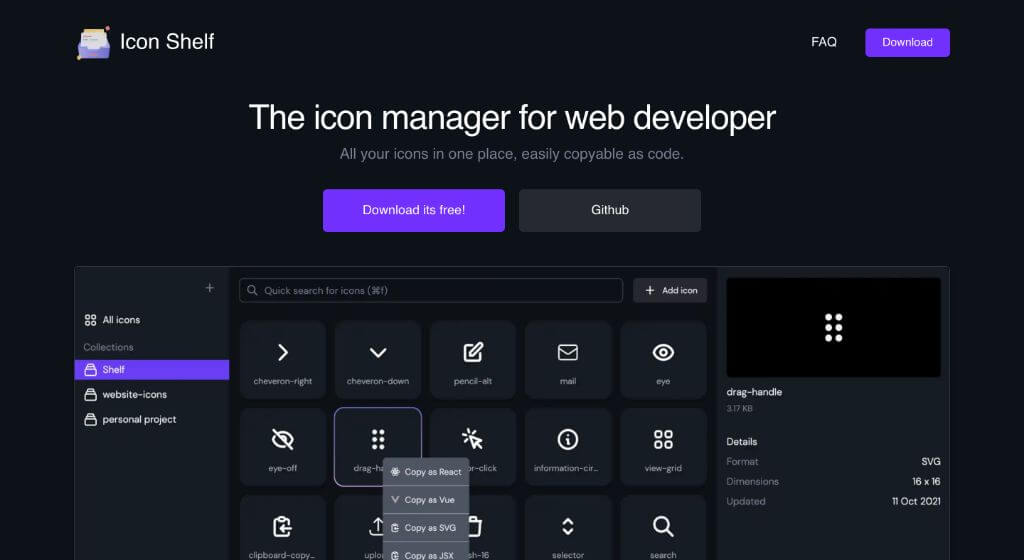 Icon Shelf
FAQ
Download
The icon manager for web developer
All your icons in one place, easily copyable as code.
Download its free!
Github
Quick search for icons (⌘f)
Add icon
All icons
Collections
Shelf
website-icons
personal project
cheveron-right
cheveron-down
pencil-alt
mail
eye
eye-off
drag-ha
or-click
information-cir...
view-grid
Copy as React
Copy as Vue
Copy as SVG
Copy as JSX
clipboard-copy...
uplo
sh-16
selector
search
drag-handle
3.17 KB
Details
Format
SVG
Dimensions
16 x 16
Updated
11 Oct 2021